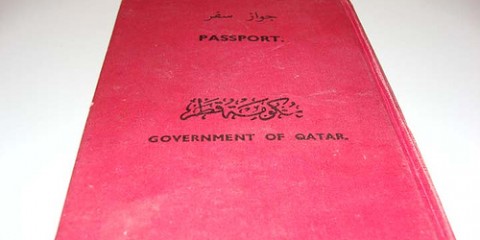 جواز سفر
PASSPORT.
حكومة قطر
GOVERNMENT OF QATAR.